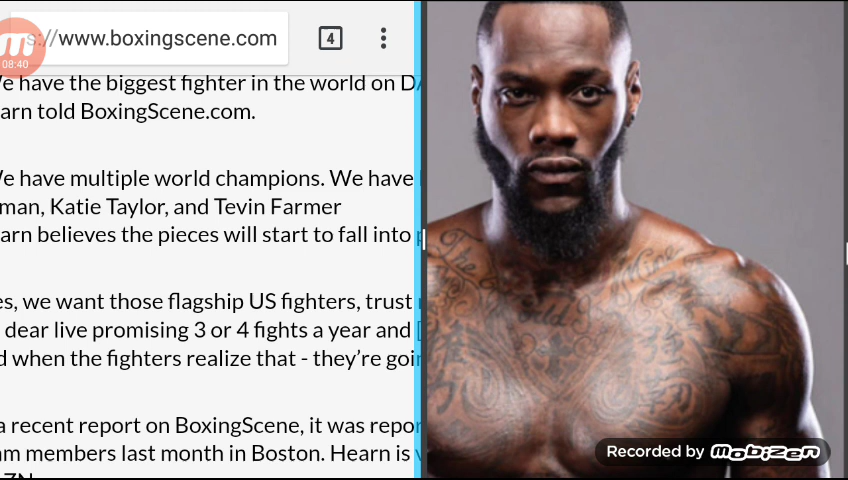 s://www.boxingscene.com
4
08:40
e have the biggest fighter in the world on
arn told BoxingScene.com.
e have multiple world champions. We have
man, Katie Taylor, and Tevin Farmer
arn believes the pieces will start to fall into
es, we want those flagship US fighters, trust
dear live promising 3 or 4 fights a year and [
d when the fighters realize that - they're goin
a recent report on BoxingScene, it was repor
am members last month in Boston. Hearn is
Recorded by mobizen